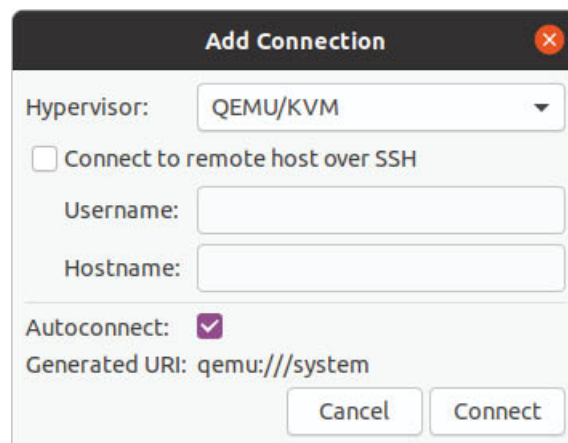 Add Connection
Hypervisor: QEMU/KVM
Connect to remote host over SSH
Username:
Hostname:
Autoconnect:
Generated URI: qemu:///system
Cancel Connect